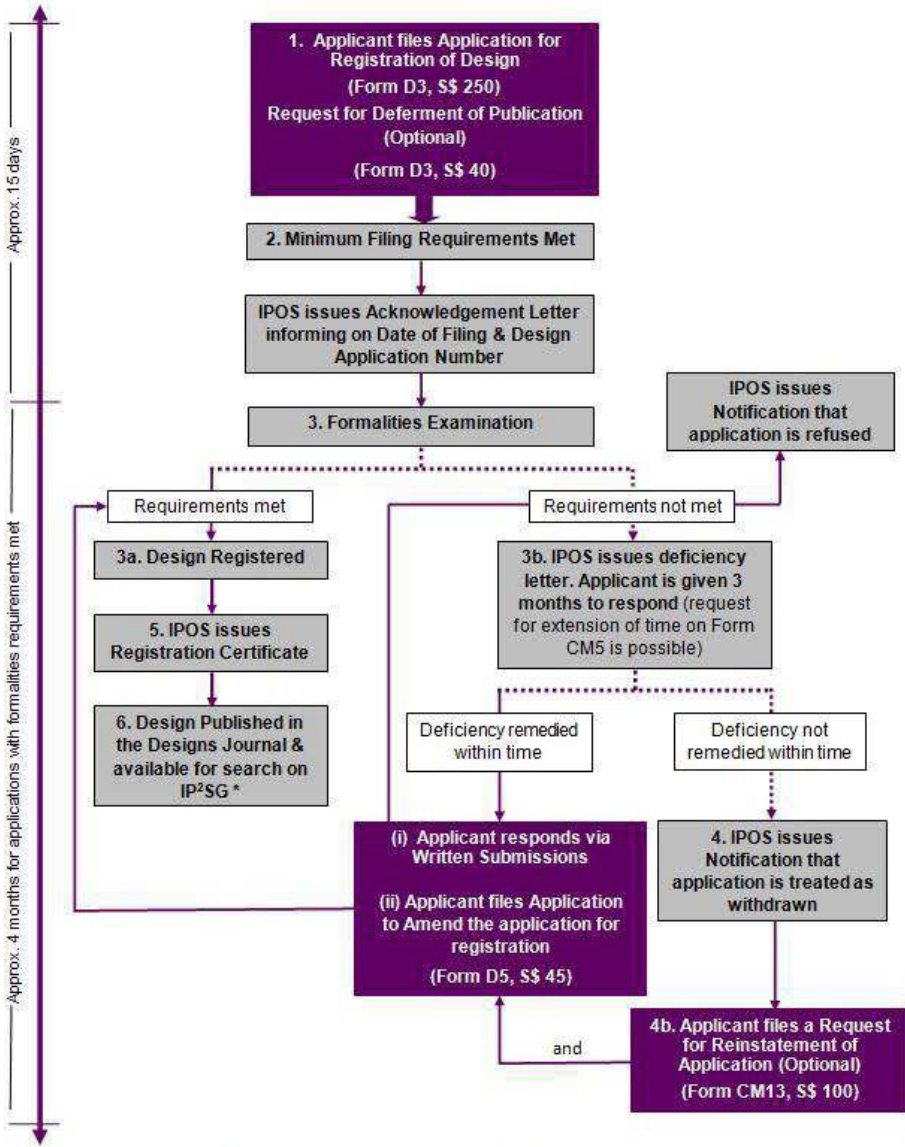 Approx. 15 days
Approx. 4 months for applications with formalities requirements met
1. Applicant files Application for
Registration of Design
(Form D3, S$ 250)
Request for Deferment of Publication
(Optional)
(Form D3, S$ 40)
2. Minimum Filing Requirements Met
IPOS issues Acknowledgement Letter
informing on Date of Filing & Design
Application Number
3. Formalities Examination
IPOS issues
Notification that
application is refused
Requirements met
Requirements not met
3a. Design Registered
5. IPOS issues
Registration Certificate
6. Design Published in
the Designs Journal &
available for search on
IP²SG *
3b. IPOS issues deficiency
letter. Applicant is given 3
months to respond (request
for extension of time on Form
CM5 is possible)
Deficiency remedied
within time
Deficiency not
remedied within time
(i) Applicant responds via
Written Submissions
(ii) Applicant files Application
to Amend the application for
registration
(Form D5, S$ 45)
4. IPOS issues
Notification that
application is treated as
withdrawn
and
4b. Applicant files a Request
for Reinstatement of
Application (Optional)
(Form CM13, S$ 100)